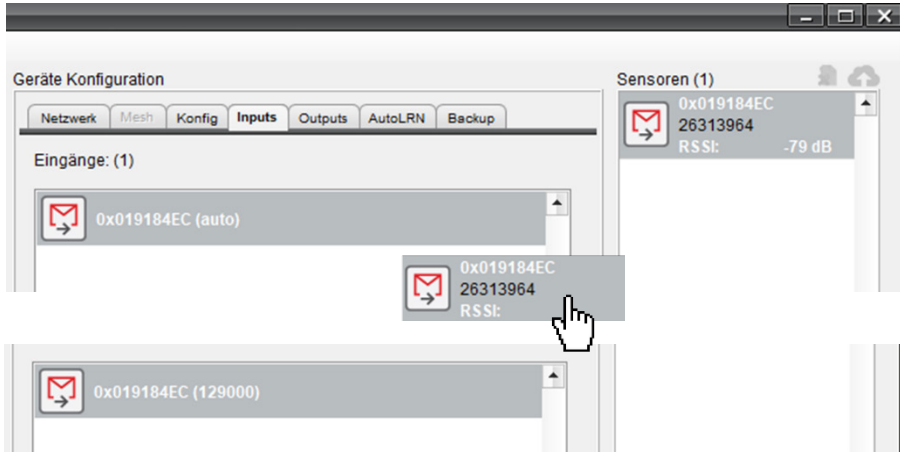 Geräte Konfiguration
Netzwerk Mesh Konfig Inputs Outputs AutoLRN Backup
Eingänge: (1)
0x019184EC (auto)
0x019184EC
26313964
RSSI:
0x019184EC (129000)
Sensoren (1)
0x019184EC
26313964
RSSI: -79 dB